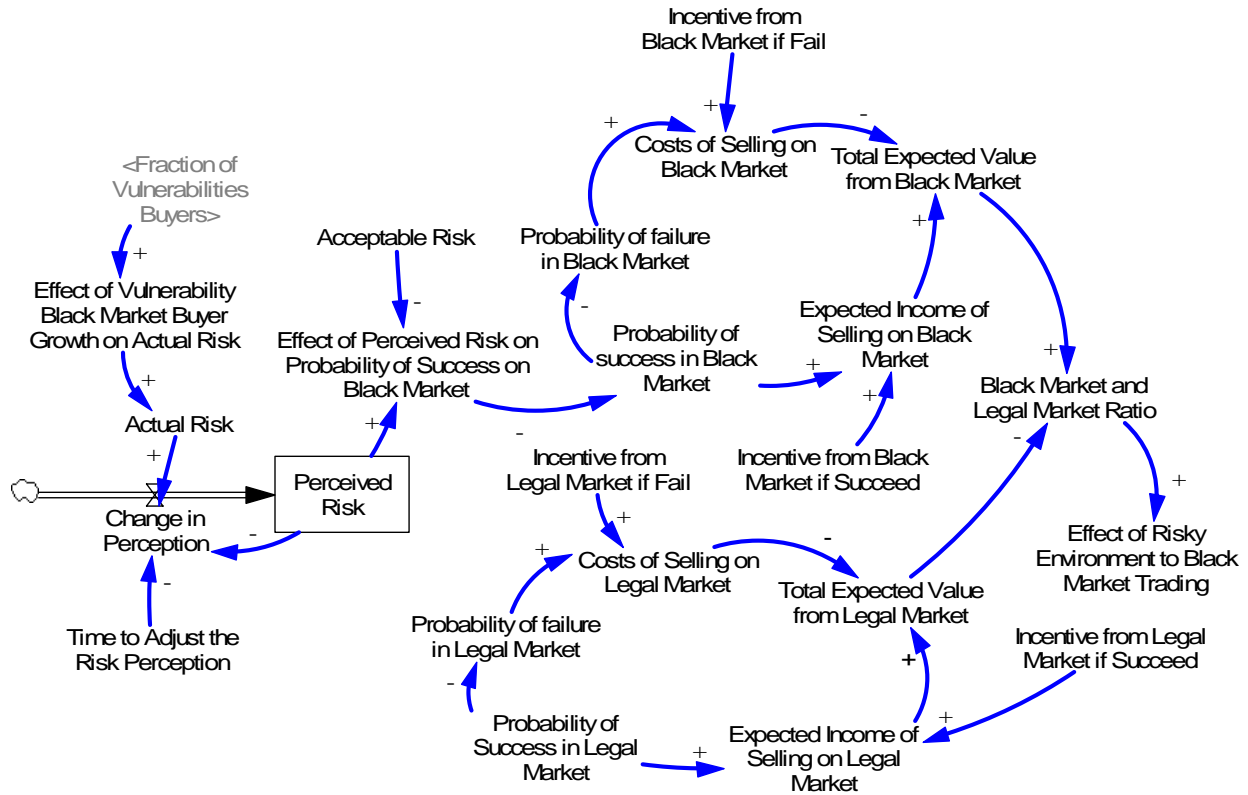 Incentive from
Black Market if Fail
+
+
Costs of Selling on
Black Market
-
Total Expected Value
from Black Market
<Fraction of
Vulnerabilities
Buyers>
+
Effect of Vulnerability
Black Market Buyer
Growth on Actual Risk
+
Actual Risk
+
Change in
Perception
-
-
Time to Adjust the
Risk Perception
Perceived
Risk
+
Acceptable Risk
-
Effect of Perceived Risk on
Probability of Success on
Black Market
-
Probability of failure
in Black Market
-
Probability of
success in Black
Market
+
Expected Income of
Selling on Black
Market
+
+
Incentive from Black
Market if Succeed
+
Black Market and
Legal Market Ratio
-
+
Effect of Risky
Environment to Black
Market Trading
Incentive from
Legal Market if Fail
+
+
Costs of Selling on
Legal Market
-
Total Expected Value
from Legal Market
Probability of failure
in Legal Market
-
Probability of
Success in Legal
Market
+
Expected Income of
Selling on Legal
Market
+
+
Incentive from Legal
Market if Succeed